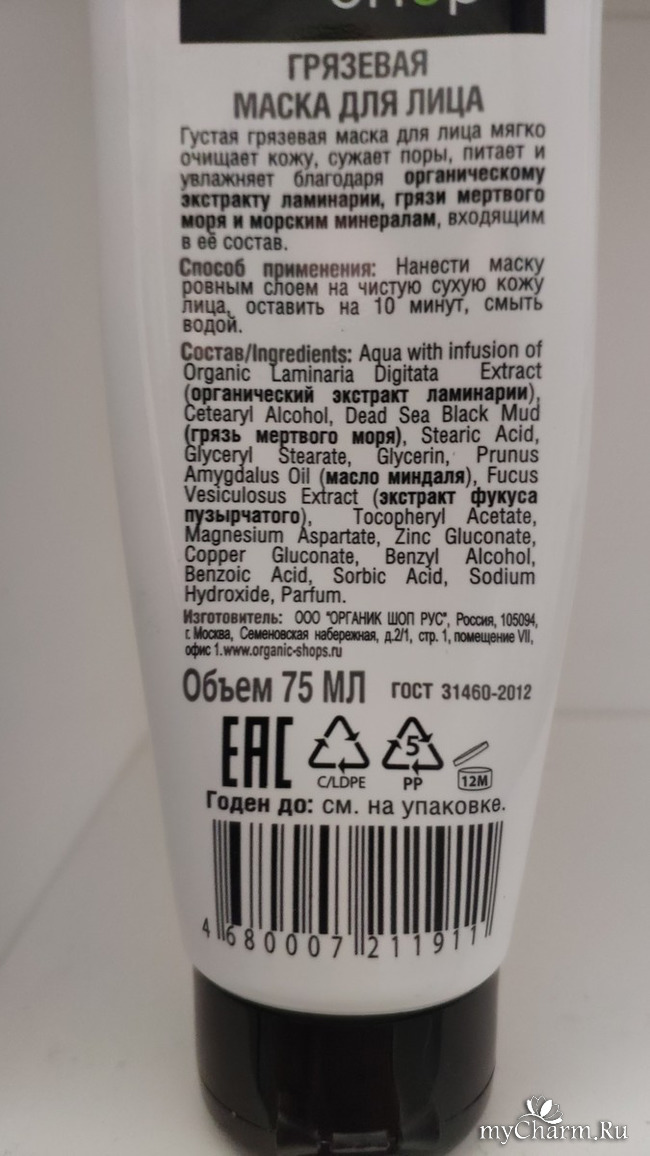 shop
ГРЯЗЕВАЯ
МАСКА ДЛЯ ЛИЦА
Густая грязевая маска для лица мягко
очищает кожу, сужает поры, питает и
увлажняет благодаря органическому
экстракту ламинарии, грязи мертвого
моря и морским минералам, входящим
в её состав.
Способ применения: Нанести маску
ровным слоем на чистую сухую кожу
лица, оставить на 10 минут, смыть
водой.
Состав/Ingredients: Aqua with infusion of
Organic Laminaria Digitata Extract
(органический экстракт ламинарии),
Cetearyl Alcohol, Dead Sea Black Mud
(грязь мертвого моря), Stearic Acid,
Glyceryl Stearate, Glycerin, Prunus
Amygdalus Oil (масло миндаля), Fucus
Vesiculosus Extract (экстракт фукуса
пузырчатого), Tocopheryl Acetate,
Magnesium Aspartate, Zinc Gluconate,
Copper Gluconate, Benzyl Alcohol,
Benzoic Acid, Sorbic Acid, Sodium
Hydroxide, Parfum.
Изготовитель: ООО "ОРГАНИК ШОП РУС", Россия, 105094,
г. Москва, Семеновская набережная, д.2/1, стр. 1, помещение VII,
офис 1.www.organic-shops.ru
Объем 75 МЛ ГОСТ 31460-2012
EAC C/LDPE 5 PP 12M
Годен до: см. на упаковке.
4 680007 211911
myCharm.Ru